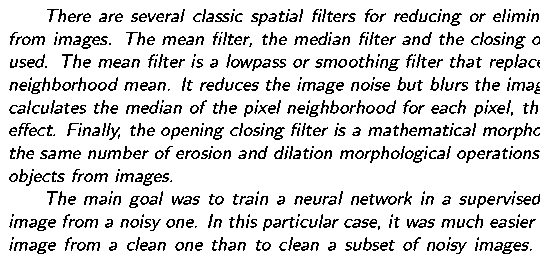 There are several classic spatial filters for reducing or elimin
from images. The mean filter, the median filter and the closing o
used. The mean filter is a lowpass or smoothing filter that replace
neighborhood mean. It reduces the image noise but blurs the imag
calculates the median of the pixel neighborhood for each pixel, th
effect. Finally, the opening closing filter is a mathematical morpho
the same number of erosion and dilation morphological operations
objects from images.
The main goal was to train a neural network in a supervised
image from a noisy one. In this particular case, it was much easier
image from a clean one than to clean a subset of noisy images.